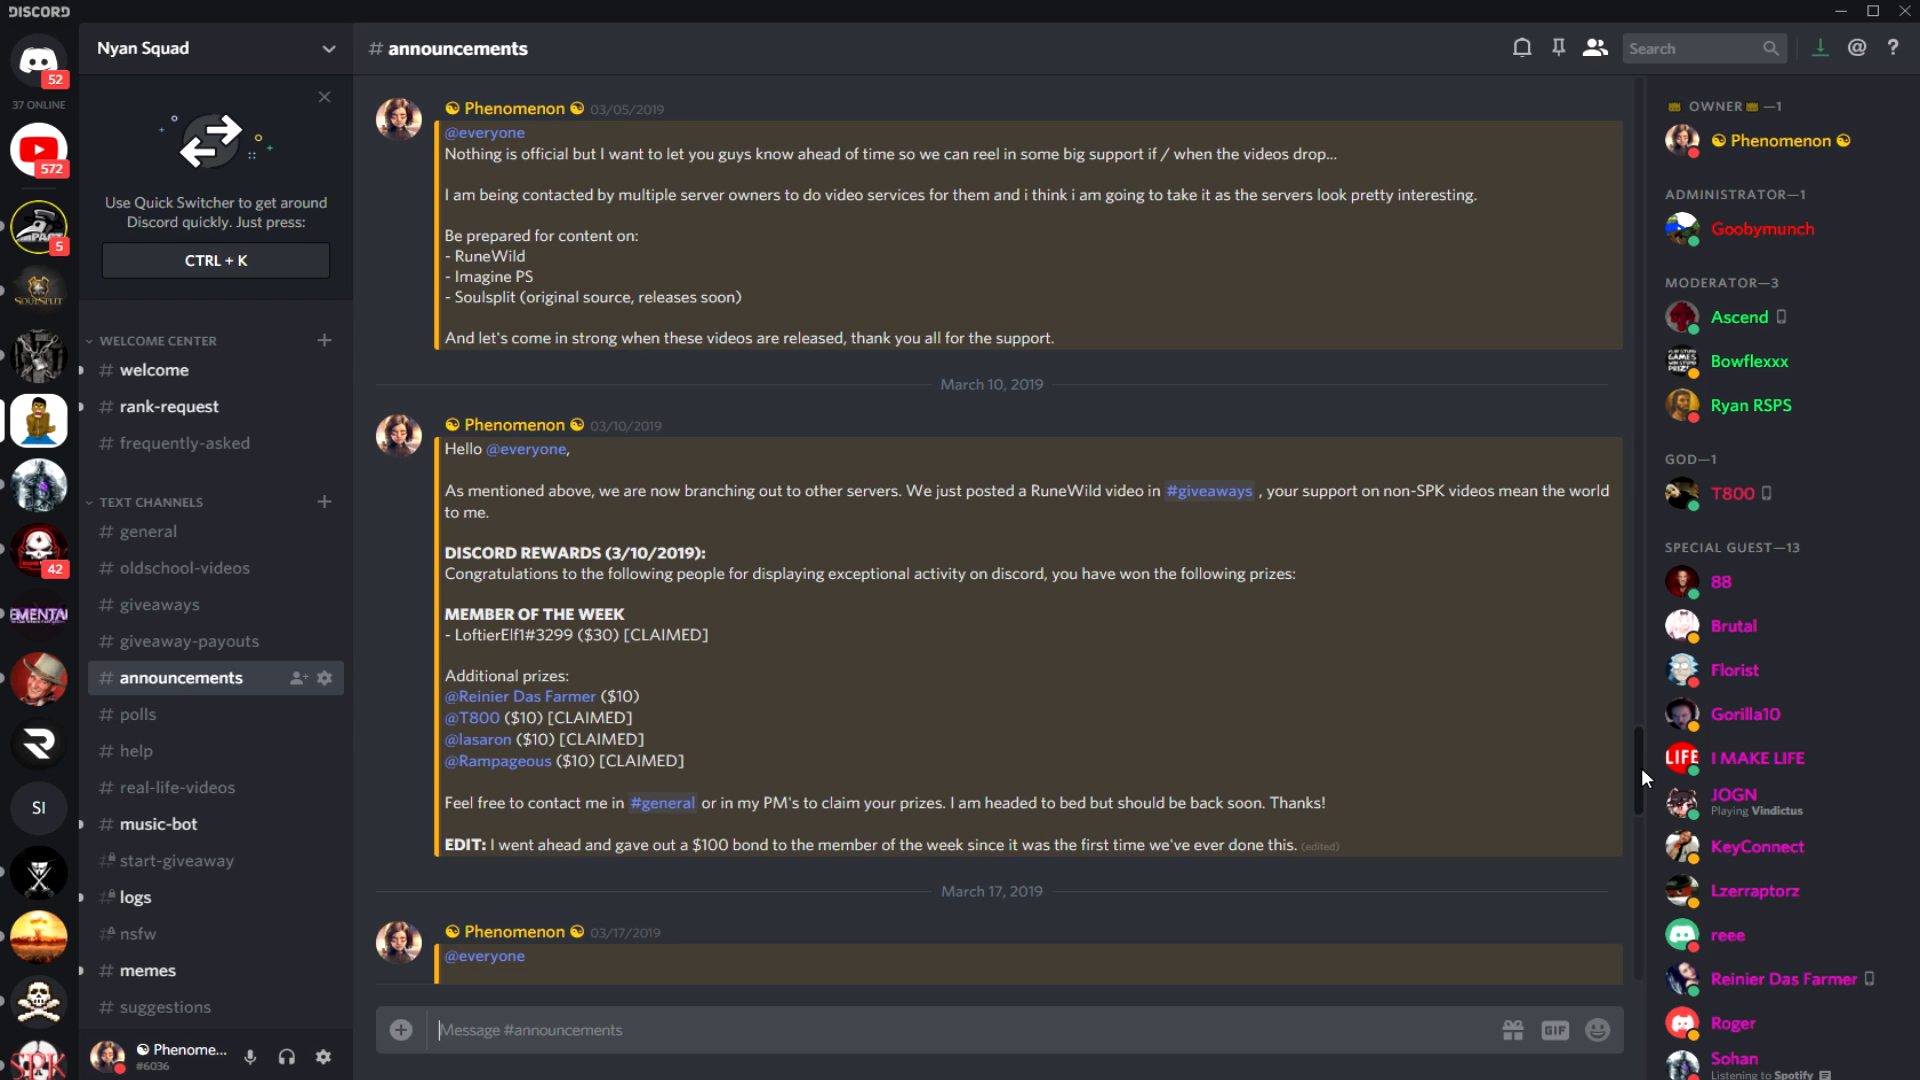 DISCORD
52
37 ONLINE
572
IMPACT
5
SOULSPLIT
42
EMENTAL
SI
SPK
Nyan Squad
Use Quick Switcher to get around
Discord quickly. Just press:
CTRL + K
WELCOME CENTER
# welcome
# rank-request
# frequently-asked
TEXT CHANNELS
# general
# oldschool-videos
# giveaways
# giveaway-payouts
# announcements
# polls
# help
# real-life-videos
# music-bot
# start-giveaway
# logs
# nsfw
# memes
# suggestions
Phenome...
#6036
# announcements
Search
Phenomenon 03/05/2019
@everyone
Nothing is official but I want to let you guys know ahead of time so we can reel in some big support if / when the videos drop...
I am being contacted by multiple server owners to do video services for them and i think i am going to take it as the servers look pretty interesting.
Be prepared for content on:
- RuneWild
- Imagine PS
- Soulsplit (original source, releases soon)
And let's come in strong when these videos are released, thank you all for the support.
March 10, 2019
Phenomenon 03/10/2019
Hello @everyone,
As mentioned above, we are now branching out to other servers. We just posted a RuneWild video in #giveaways , your support on non-SPK videos mean the world
to me.
DISCORD REWARDS (3/10/2019):
Congratulations to the following people for displaying exceptional activity on discord, you have won the following prizes:
MEMBER OF THE WEEK
- LoftierElf1#3299 ($30) [CLAIMED]
Additional prizes:
@Reinier Das Farmer ($10)
@T800 ($10) [CLAIMED]
@lasaron ($10) [CLAIMED]
@Rampageous ($10) [CLAIMED]
Feel free to contact me in #general or in my PM's to claim your prizes. I am headed to bed but should be back soon. Thanks!
EDIT: I went ahead and gave out a $100 bond to the member of the week since it was the first time we've ever done this. (edited)
March 17, 2019
Phenomenon 03/17/2019
@everyone
Message #announcements
GIF
OWNER—1
Phenomenon
ADMINISTRATOR—1
Goobymunch
MODERATOR—3
Ascend
Bowflexxx
Ryan RSPS
GOD—1
T800
SPECIAL GUEST—13
88
Brutal
Florist
Gorilla10
LIFE
I MAKE LIFE
JOGN
Playing Vindictus
KeyConnect
Lzerraptorz
reee
Reinier Das Farmer
Roger
Sohan
Listening to Spotify